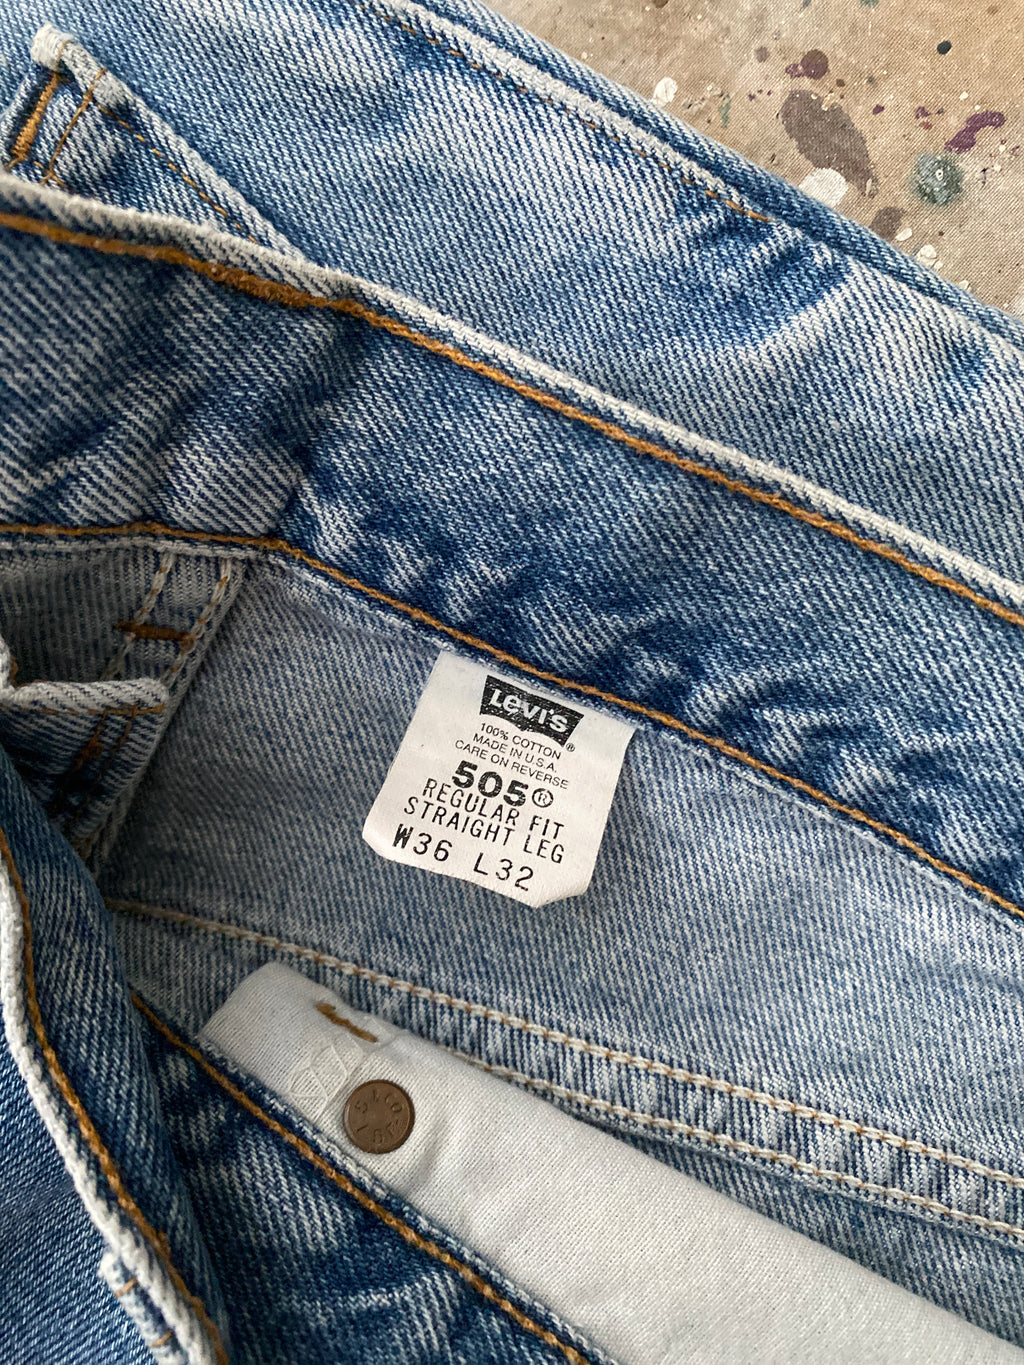 Levi's
®
100% COTTON
MADE IN U.S.A.
CARE ON REVERSE
505®
REGULAR FIT
STRAIGHT LEG
W36 L32